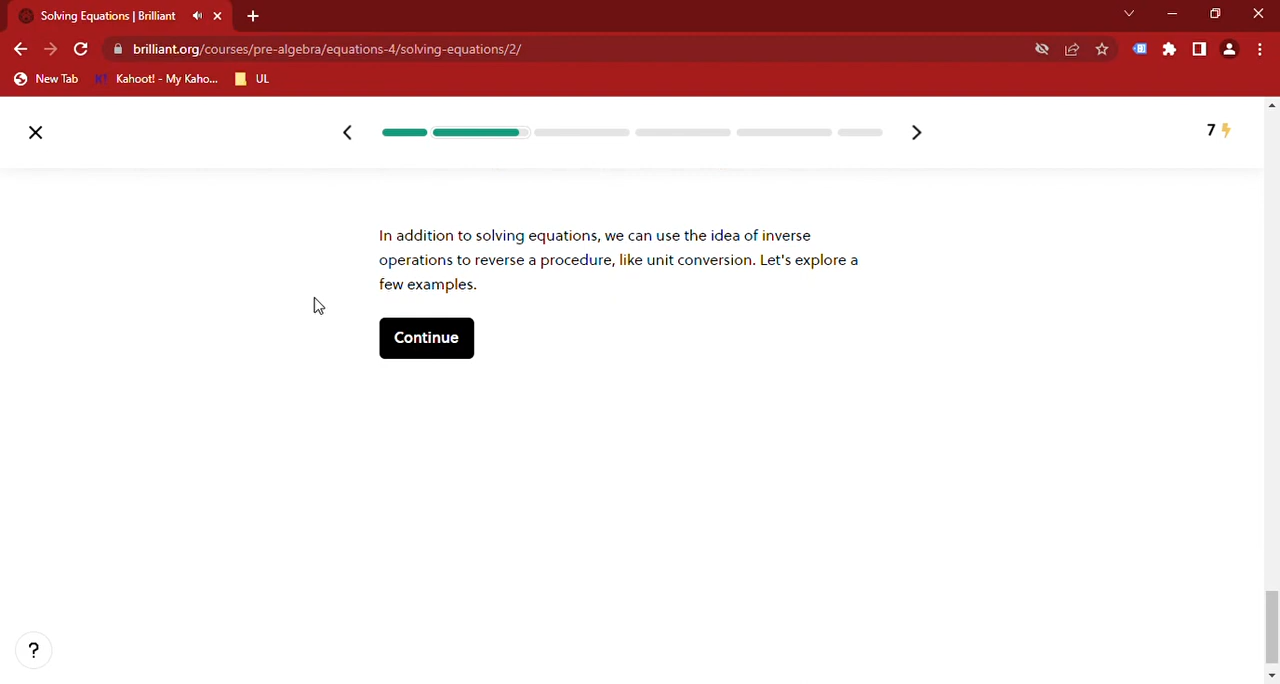 Solving Equations | Brilliant
brilliant.org/courses/pre-algebra/equations-4/solving-equations/2/
New Tab
K! Kahoot! - My Kaho...
UL
7
In addition to solving equations, we can use the idea of inverse
operations to reverse a procedure, like unit conversion. Let's explore a
few examples.
Continue
?